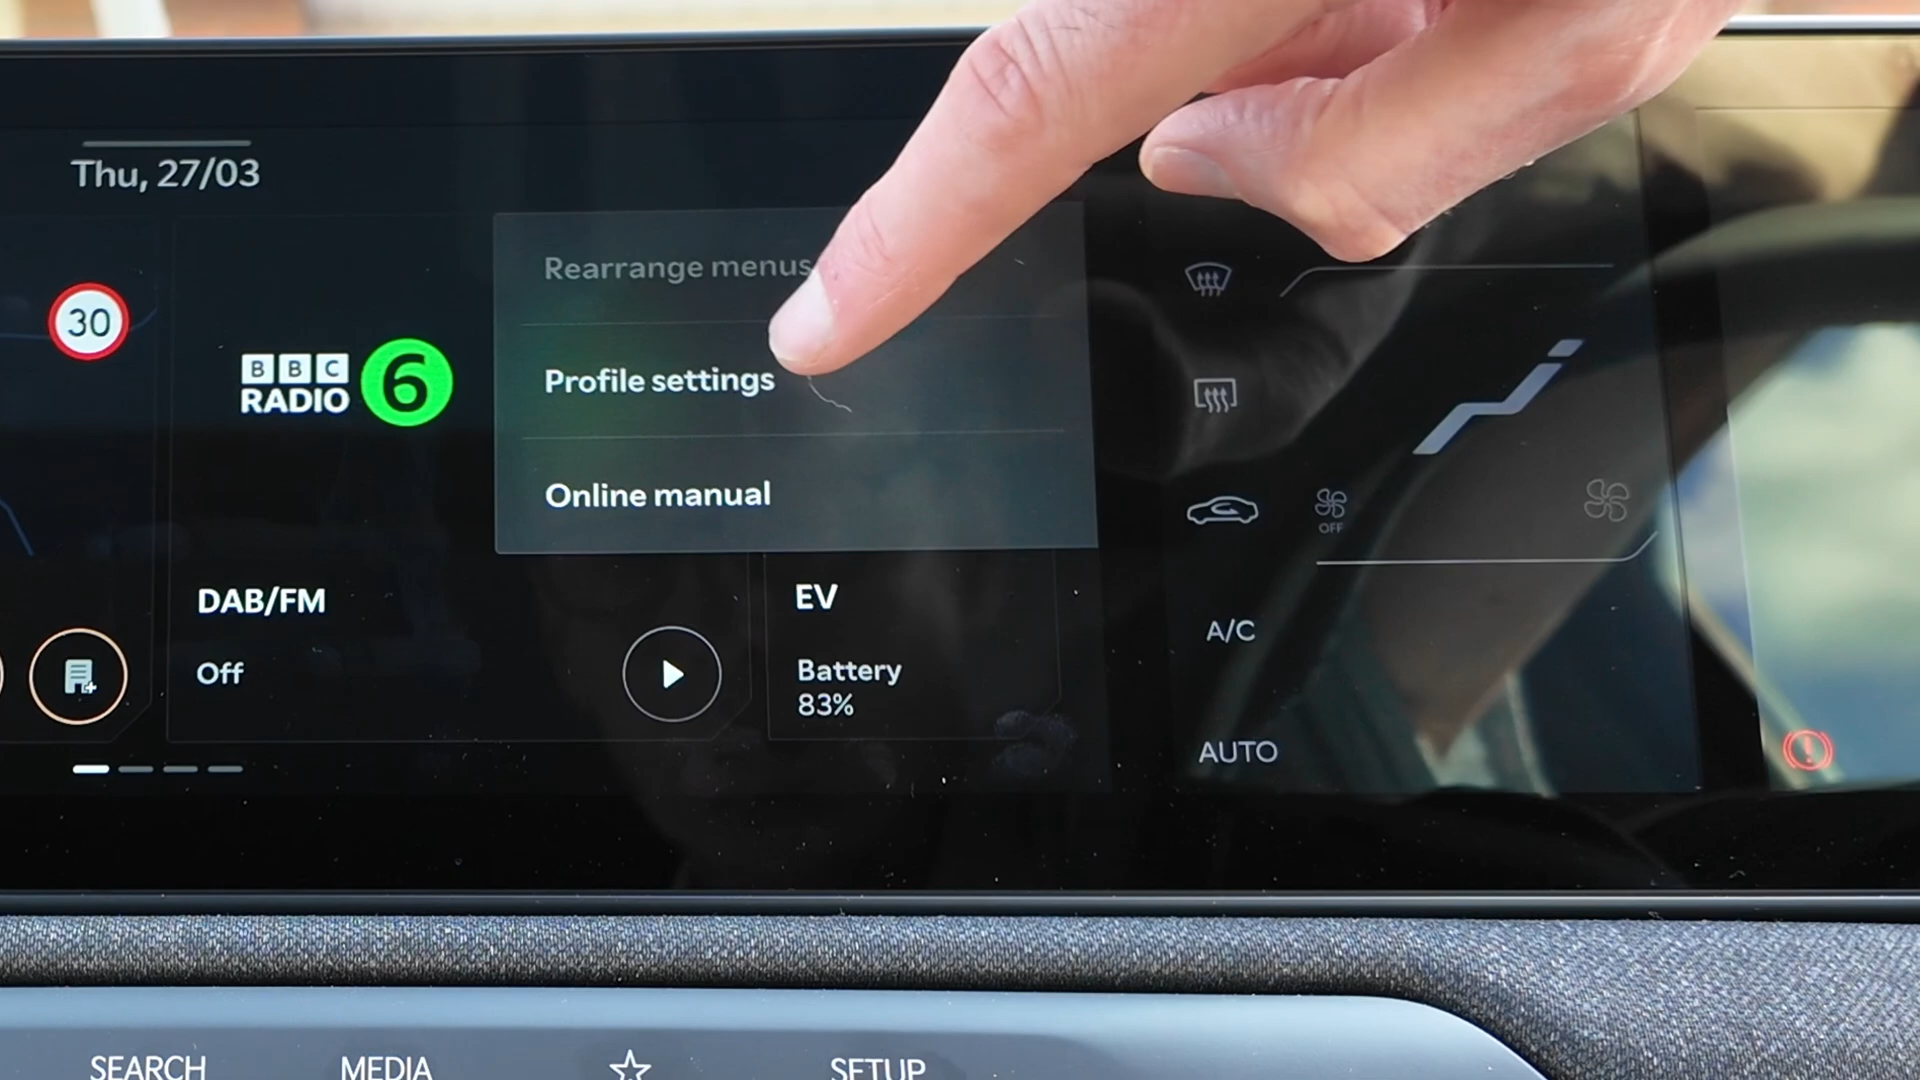 Thu, 27/03
30
BBC
RADIO 6
Rearrange menus
Profile settings
Online manual
DAB/FM
Off
EV
Battery
83%
OFF
A/C
AUTO
SEARCH
MEDIA
SETUP